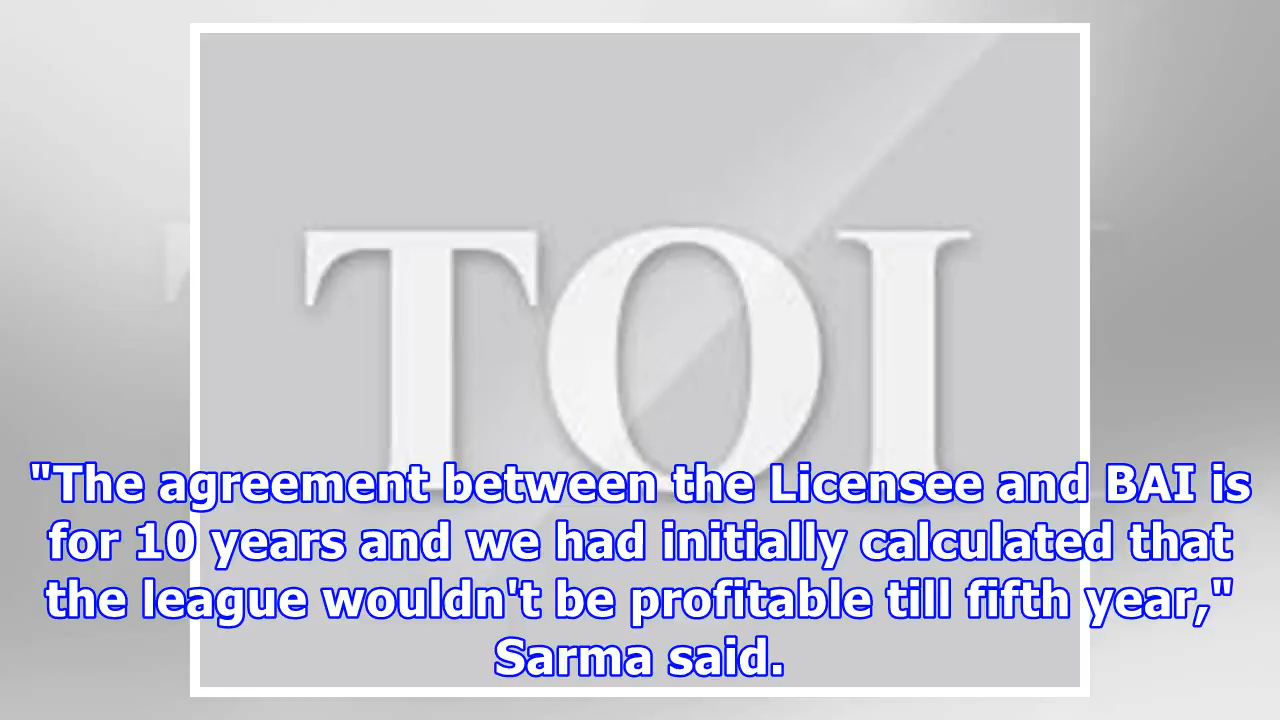 TOI
"The agreement between the Licensee and BAI is
for 10 years and we had initially calculated that
the league wouldn't be profitable till fifth year,"
Sarma said.